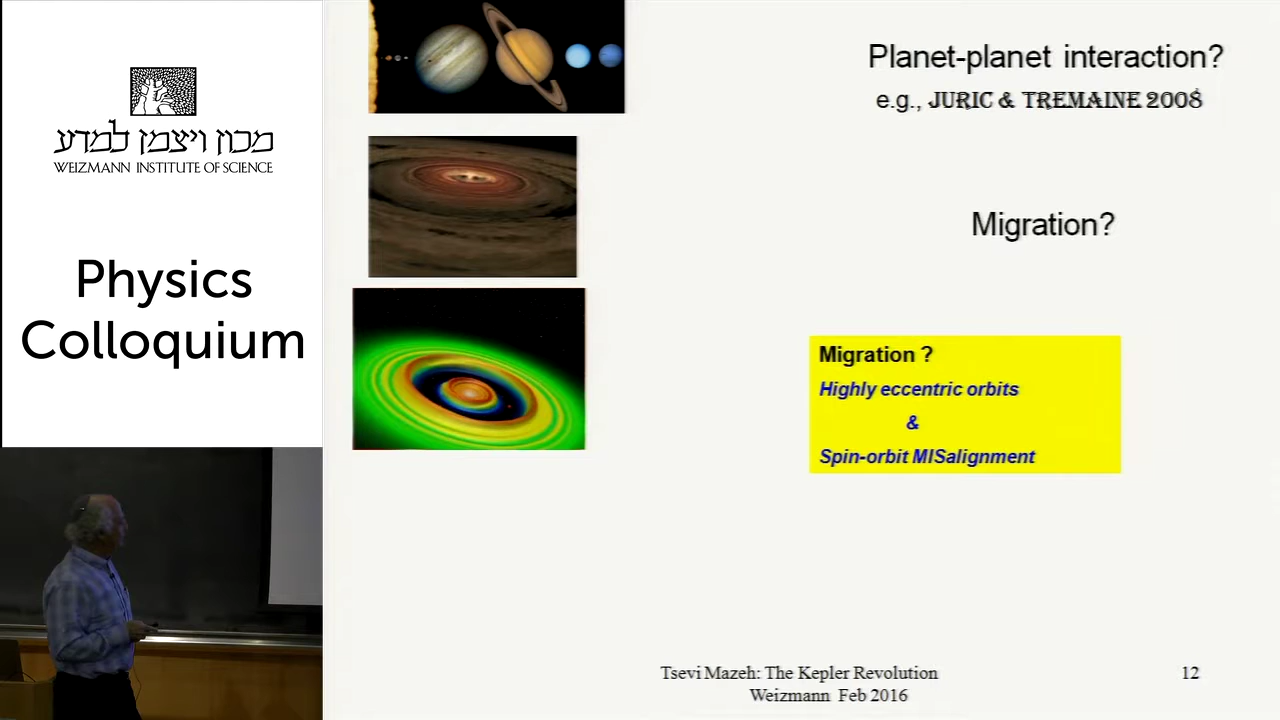 מכון ויצמן למדע
WEIZMANN INSTITUTE OF SCIENCE
Physics
Colloquium
Planet-planet interaction?
e.g., JURIC & TREMAINE 2008
Migration?
Migration ?
Highly eccentric orbits
&
Spin-orbit MISalignment
Tsevi Mazeh: The Kepler Revolution
Weizmann Feb 2016
12